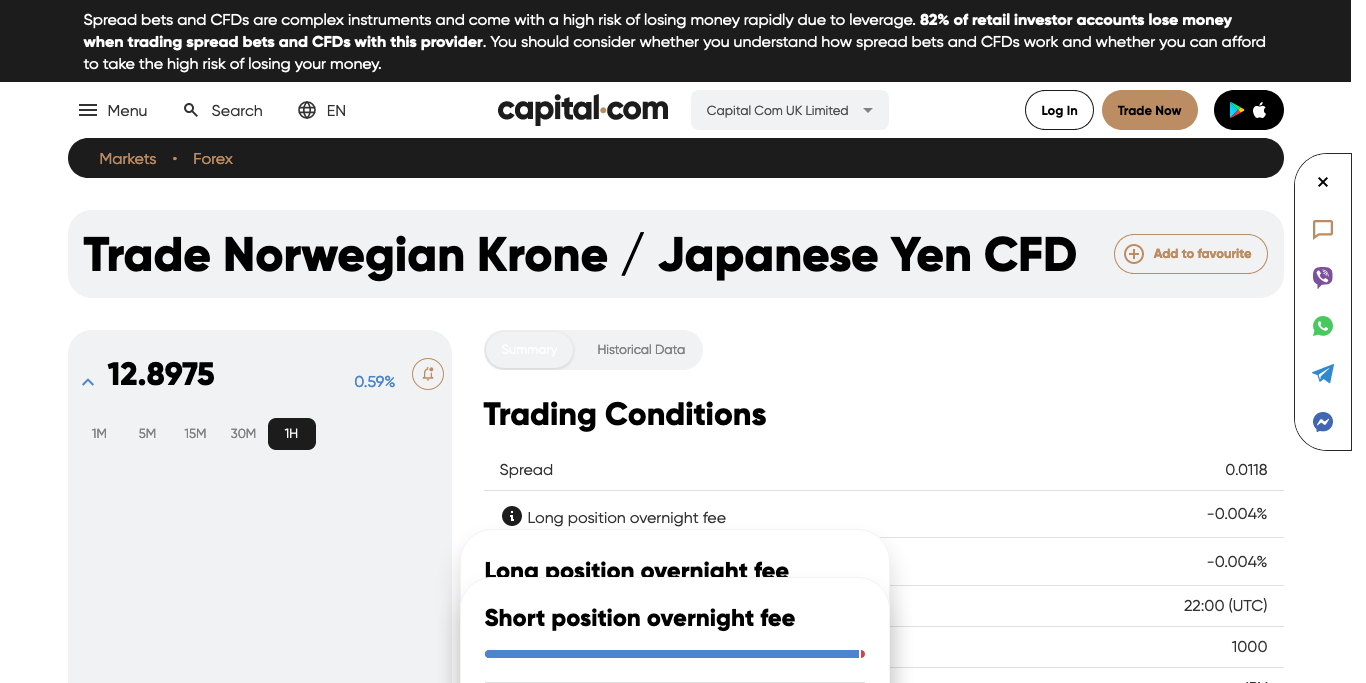 Spread bets and CFDs are complex instruments and come with a high risk of losing money rapidly due to leverage. 82% of retail investor accounts lose money
when trading spread bets and CFDs with this provider. You should consider whether you understand how spread bets and CFDs work and whether you can afford
to take the high risk of losing your money.
Menu Search EN capital.com Capital Com UK Limited Log In Trade Now
Markets • Forex
Trade Norwegian Krone / Japanese Yen CFD Add to favourite
12.8975 0.59%
1M 5M 15M 30M 1H
Summary Historical Data
Trading Conditions
Spread 0.0118
Long position overnight fee -0.004%
Long position overnight fee
-0.004%
Short position overnight fee
22:00 (UTC)
1000